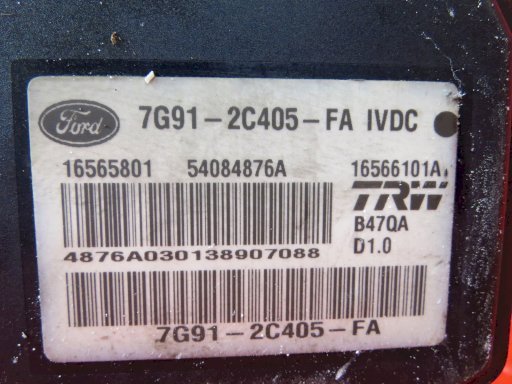 Ford 7G91-2C405-FA IVDC
16565801 54084876A 16566101A
TRW
B47QA
4876A030138907088 D1.0
7G91-2C405-FA